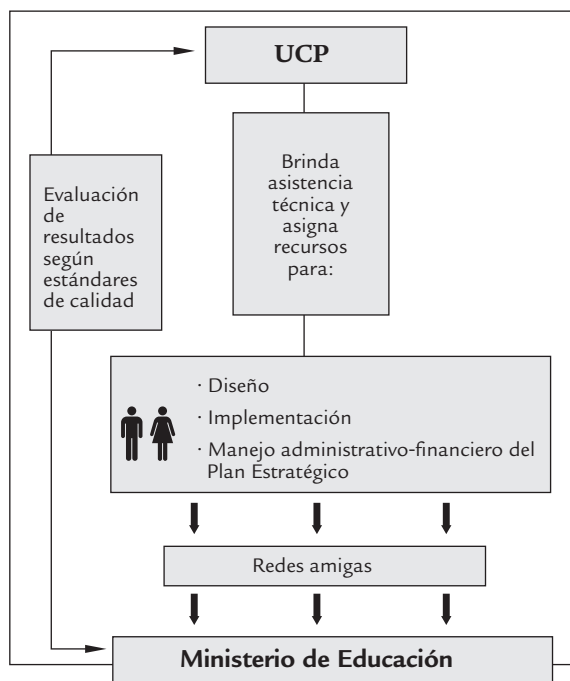 UCP
Brinda
asistencia
técnica y
asigna
recursos
para:
Evaluación
de
resultados
según
estándares
de calidad
· Diseño
· Implementación
· Manejo administrativo-financiero del
Plan Estratégico
Redes amigas
Ministerio de Educación